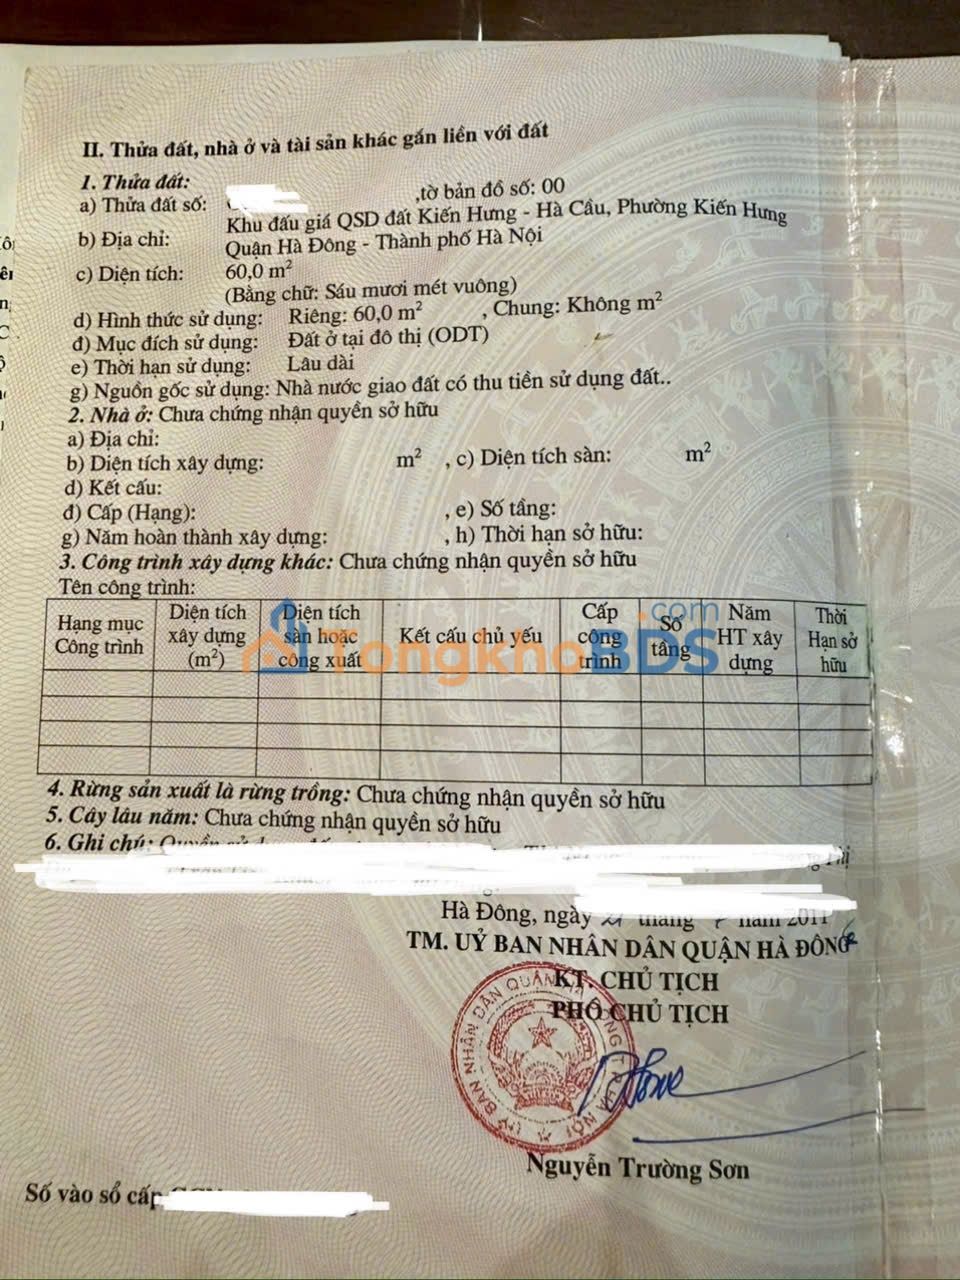 II. Thửa đất, nhà ở và tài sản khác gắn liền với đất
1. Thửa đất:
a) Thửa đất số: ,tờ bản đồ số: 00
b) Địa chỉ: Khu đấu giá QSD đất Kiến Hưng - Hà Cầu, Phường Kiến Hưng
Quận Hà Đông - Thành phố Hà Nội
c) Diện tích: 60,0 m²
(Bằng chữ: Sáu mươi mét vuông)
d) Hình thức sử dụng: Riêng: 60,0 m² , Chung: Không m²
đ) Mục đích sử dụng: Đất ở tại đô thị (ODT)
e) Thời hạn sử dụng: Lâu dài
g) Nguồn gốc sử dụng: Nhà nước giao đất có thu tiền sử dụng đất..
2. Nhà ở: Chưa chứng nhận quyền sở hữu
a) Địa chỉ:
b) Diện tích xây dựng: m² , c) Diện tích sàn: m²
d) Kết cấu:
đ) Cấp (Hạng): , e) Số tầng:
g) Năm hoàn thành xây dựng: , h) Thời hạn sở hữu:
3. Công trình xây dựng khác: Chưa chứng nhận quyền sở hữu
Tên công trình:
Hạng mục Công trình
Diện tích xây dựng (m²)
Diện tích sàn hoặc công xuất
Kết cấu chủ yếu
Cấp công trình
Số tầng
Năm HT xây dựng
Thời Hạn sở hữu
TongkhoBDS.com
4. Rừng sản xuất là rừng trồng: Chưa chứng nhận quyền sở hữu
5. Cây lâu năm: Chưa chứng nhận quyền sở hữu
6. Ghi chú:
Hà Đông, ngày tháng năm 2011
TM. UỶ BAN NHÂN DÂN QUẬN HÀ ĐÔNG
KT. CHỦ TỊCH
PHÓ CHỦ TỊCH
ỦY BAN NHÂN DÂN QUẬN HÀ ĐÔNG T.P HÀ NỘI
Nguyễn Trường Sơn
Số vào sổ cấp